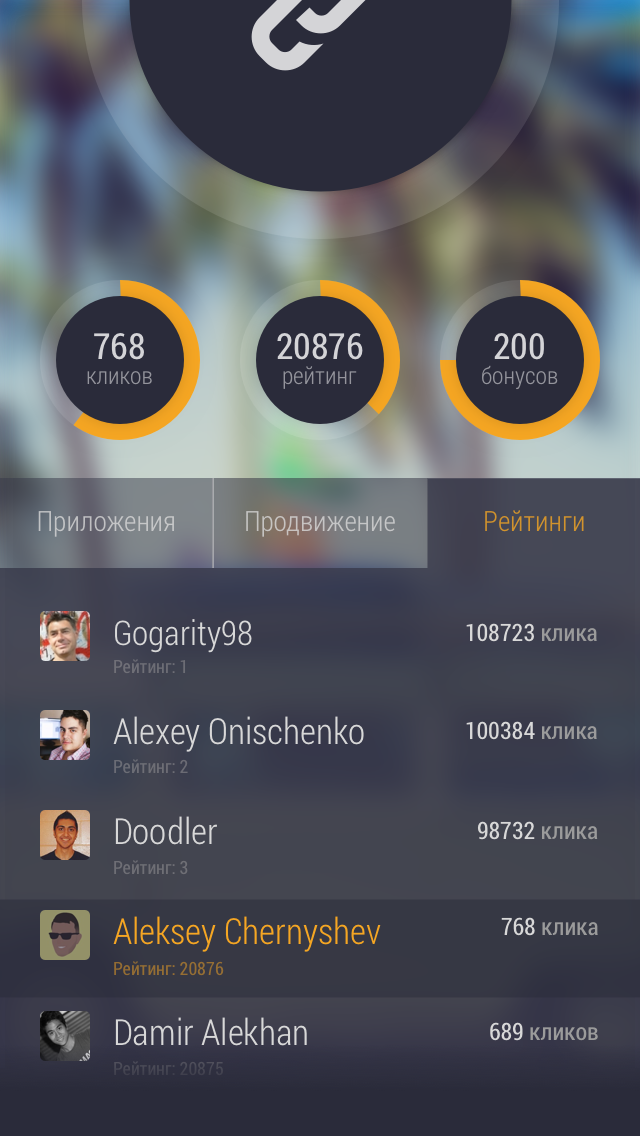 768
кликов
20876
рейтинг
200
бонусов
Приложения
Продвижение
Рейтинги
Gogarity98
108723 клика
Рейтинг: 1
Alexey Onischenko
100384 клика
Рейтинг: 2
Doodler
98732 клика
Рейтинг: 3
Aleksey Chernyshev
768 клика
Рейтинг: 20876
Damir Alekhan
689 кликов
Рейтинг: 20875